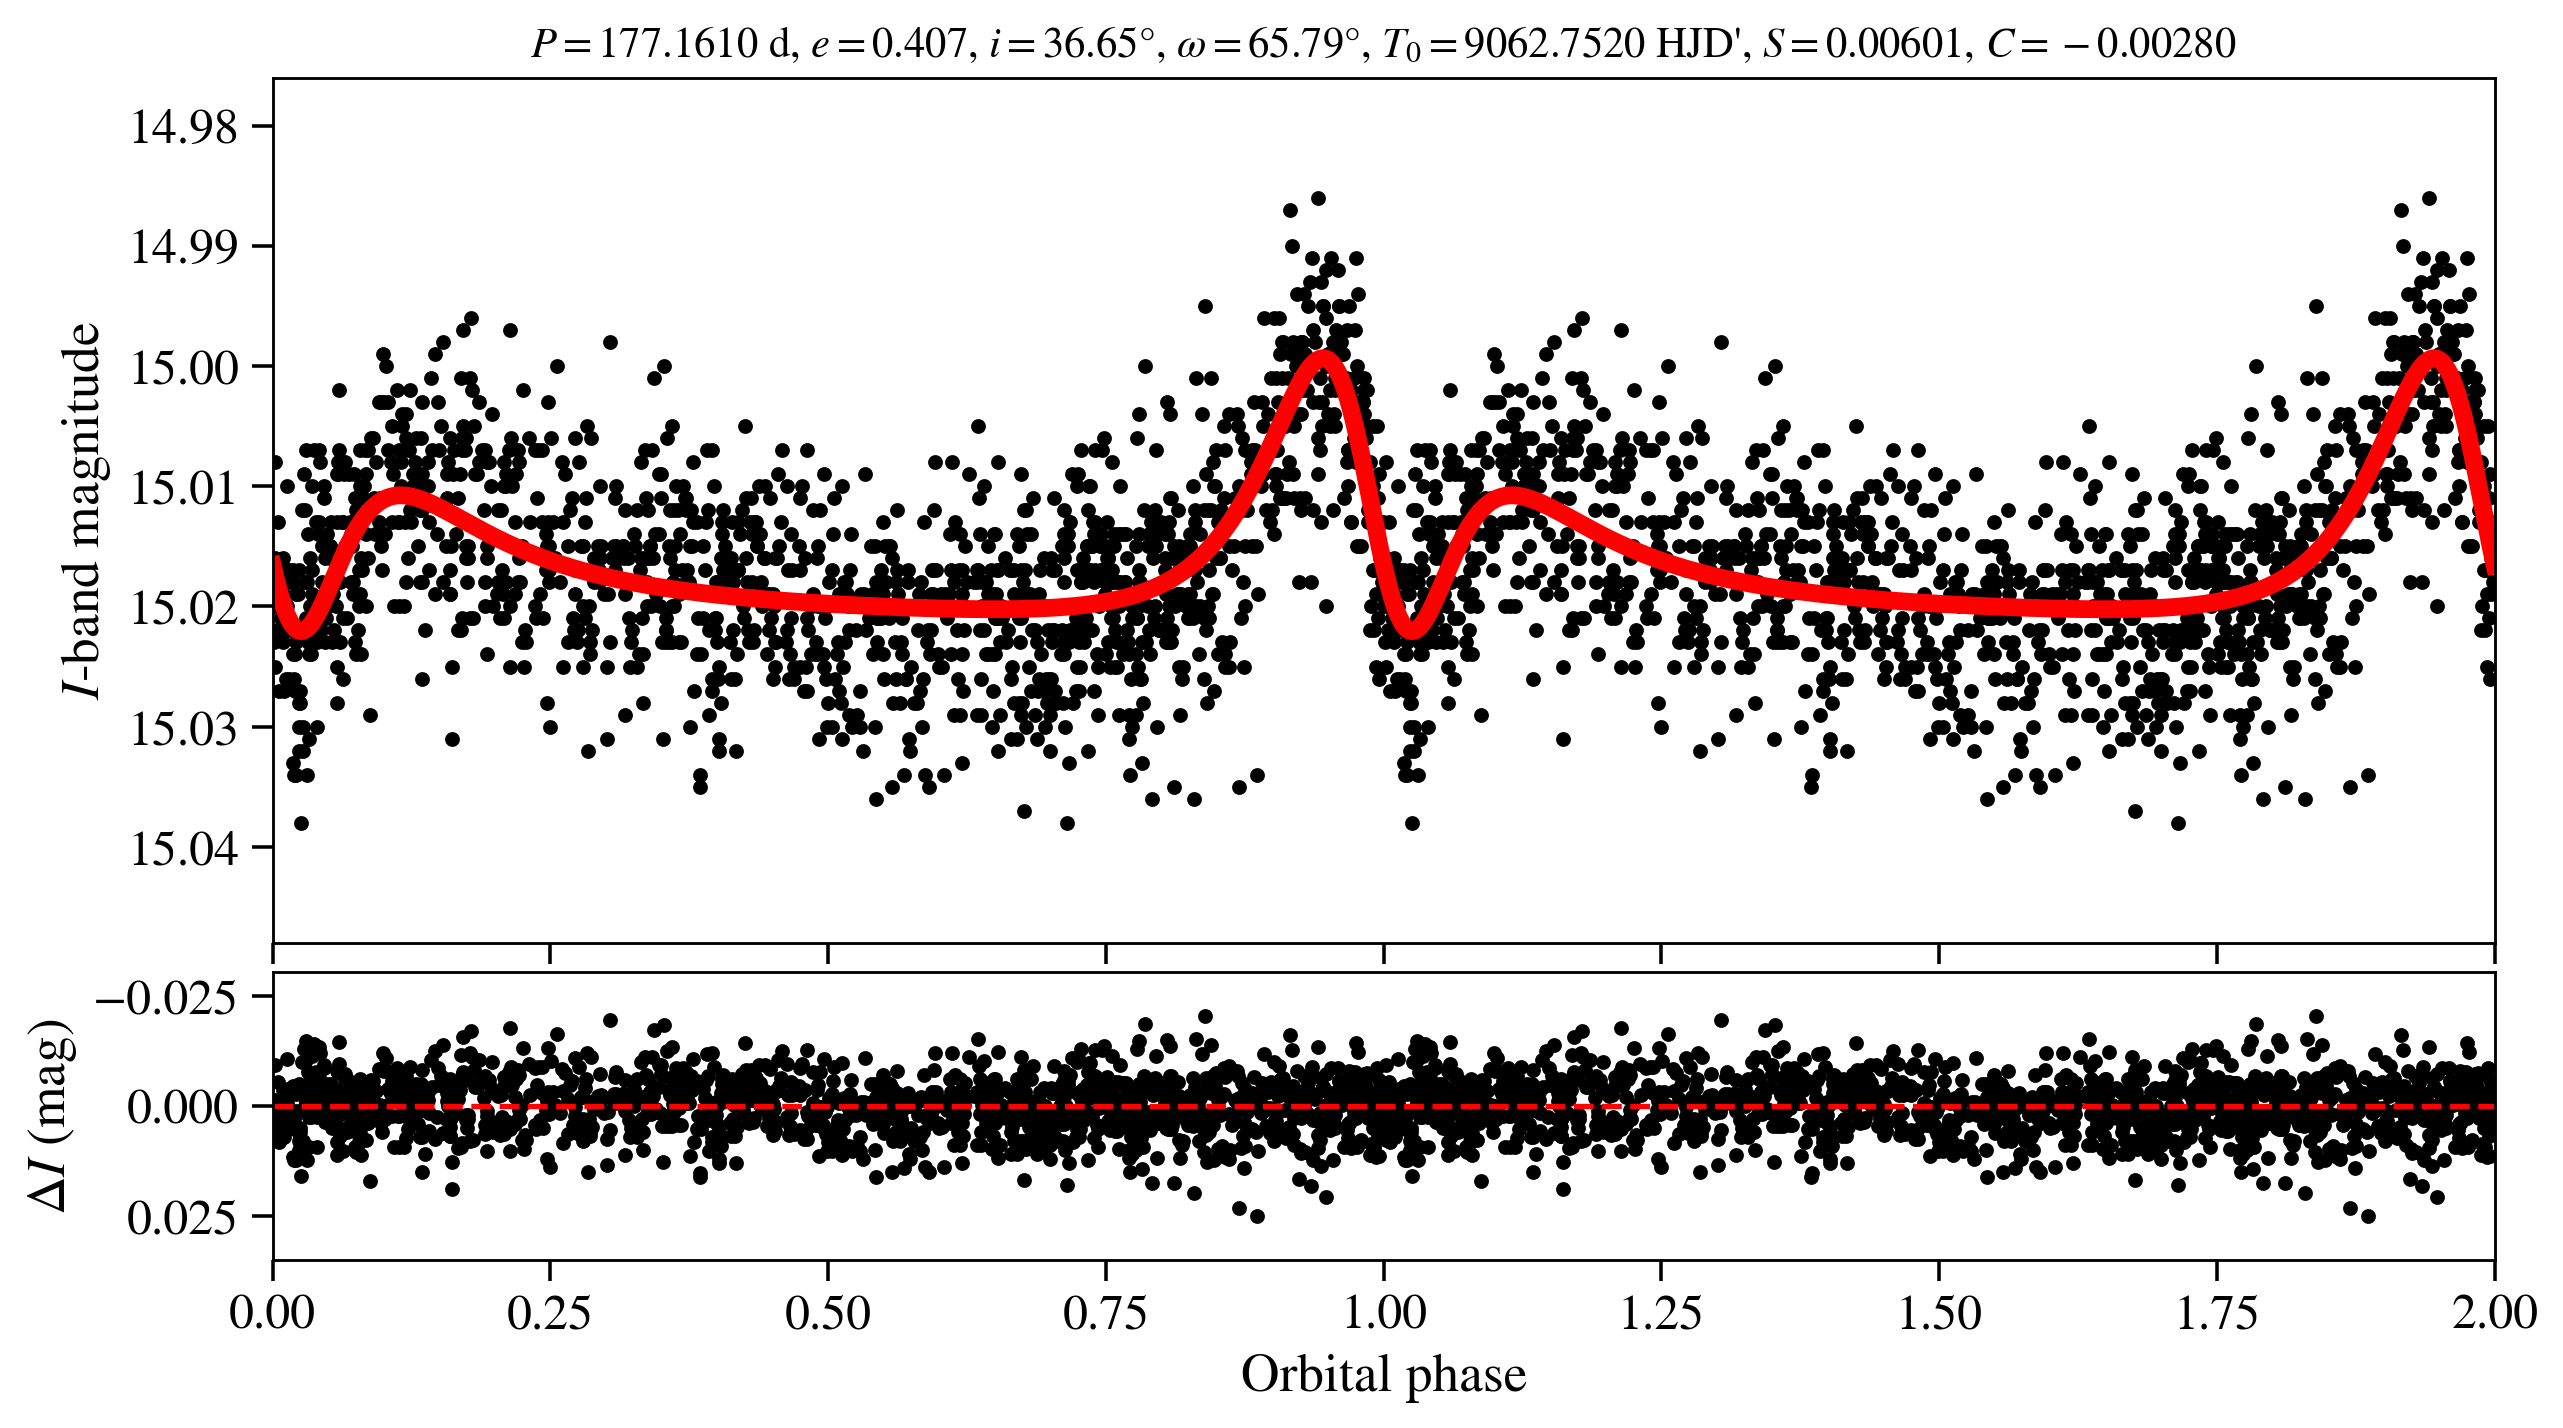 P = 177.1610 d, e = 0.407, i = 36.65°, ω = 65.79°, T₀ = 9062.7520 HJD', S = 0.00601, C = −0.00280
14.98
14.99
15.00
15.01
15.02
15.03
15.04
I-band magnitude
−0.025
0.000
0.025
ΔI (mag)
0.00 0.25 0.50 0.75 1.00 1.25 1.50 1.75 2.00
Orbital phase